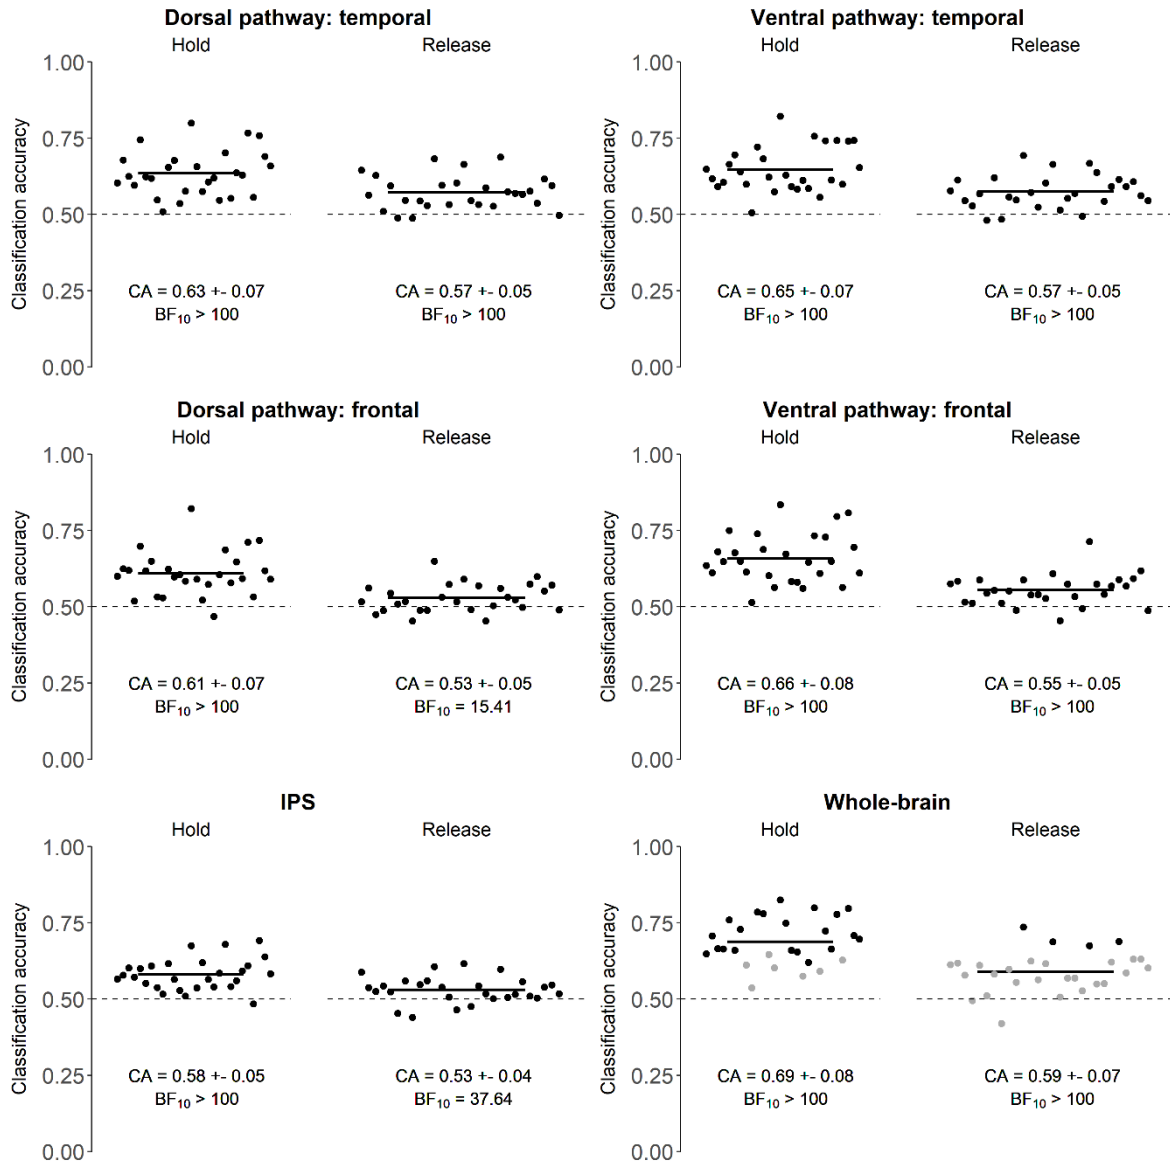 Dorsal pathway: temporal
Hold
Release
Classification accuracy
1.00
0.75
0.50
0.25
0.00
CA = 0.63 +- 0.07
BF₁₀ > 100
CA = 0.57 +- 0.05
BF₁₀ > 100
Ventral pathway: temporal
Hold
Release
Classification accuracy
1.00
0.75
0.50
0.25
0.00
CA = 0.65 +- 0.07
BF₁₀ > 100
CA = 0.57 +- 0.05
BF₁₀ > 100
Dorsal pathway: frontal
Hold
Release
Classification accuracy
1.00
0.75
0.50
0.25
0.00
CA = 0.61 +- 0.07
BF₁₀ > 100
CA = 0.53 +- 0.05
BF₁₀ = 15.41
Ventral pathway: frontal
Hold
Release
Classification accuracy
1.00
0.75
0.50
0.25
0.00
CA = 0.66 +- 0.08
BF₁₀ > 100
CA = 0.55 +- 0.05
BF₁₀ > 100
IPS
Hold
Release
Classification accuracy
1.00
0.75
0.50
0.25
0.00
CA = 0.58 +- 0.05
BF₁₀ > 100
CA = 0.53 +- 0.04
BF₁₀ = 37.64
Whole-brain
Hold
Release
Classification accuracy
1.00
0.75
0.50
0.25
0.00
CA = 0.69 +- 0.08
BF₁₀ > 100
CA = 0.59 +- 0.07
BF₁₀ > 100